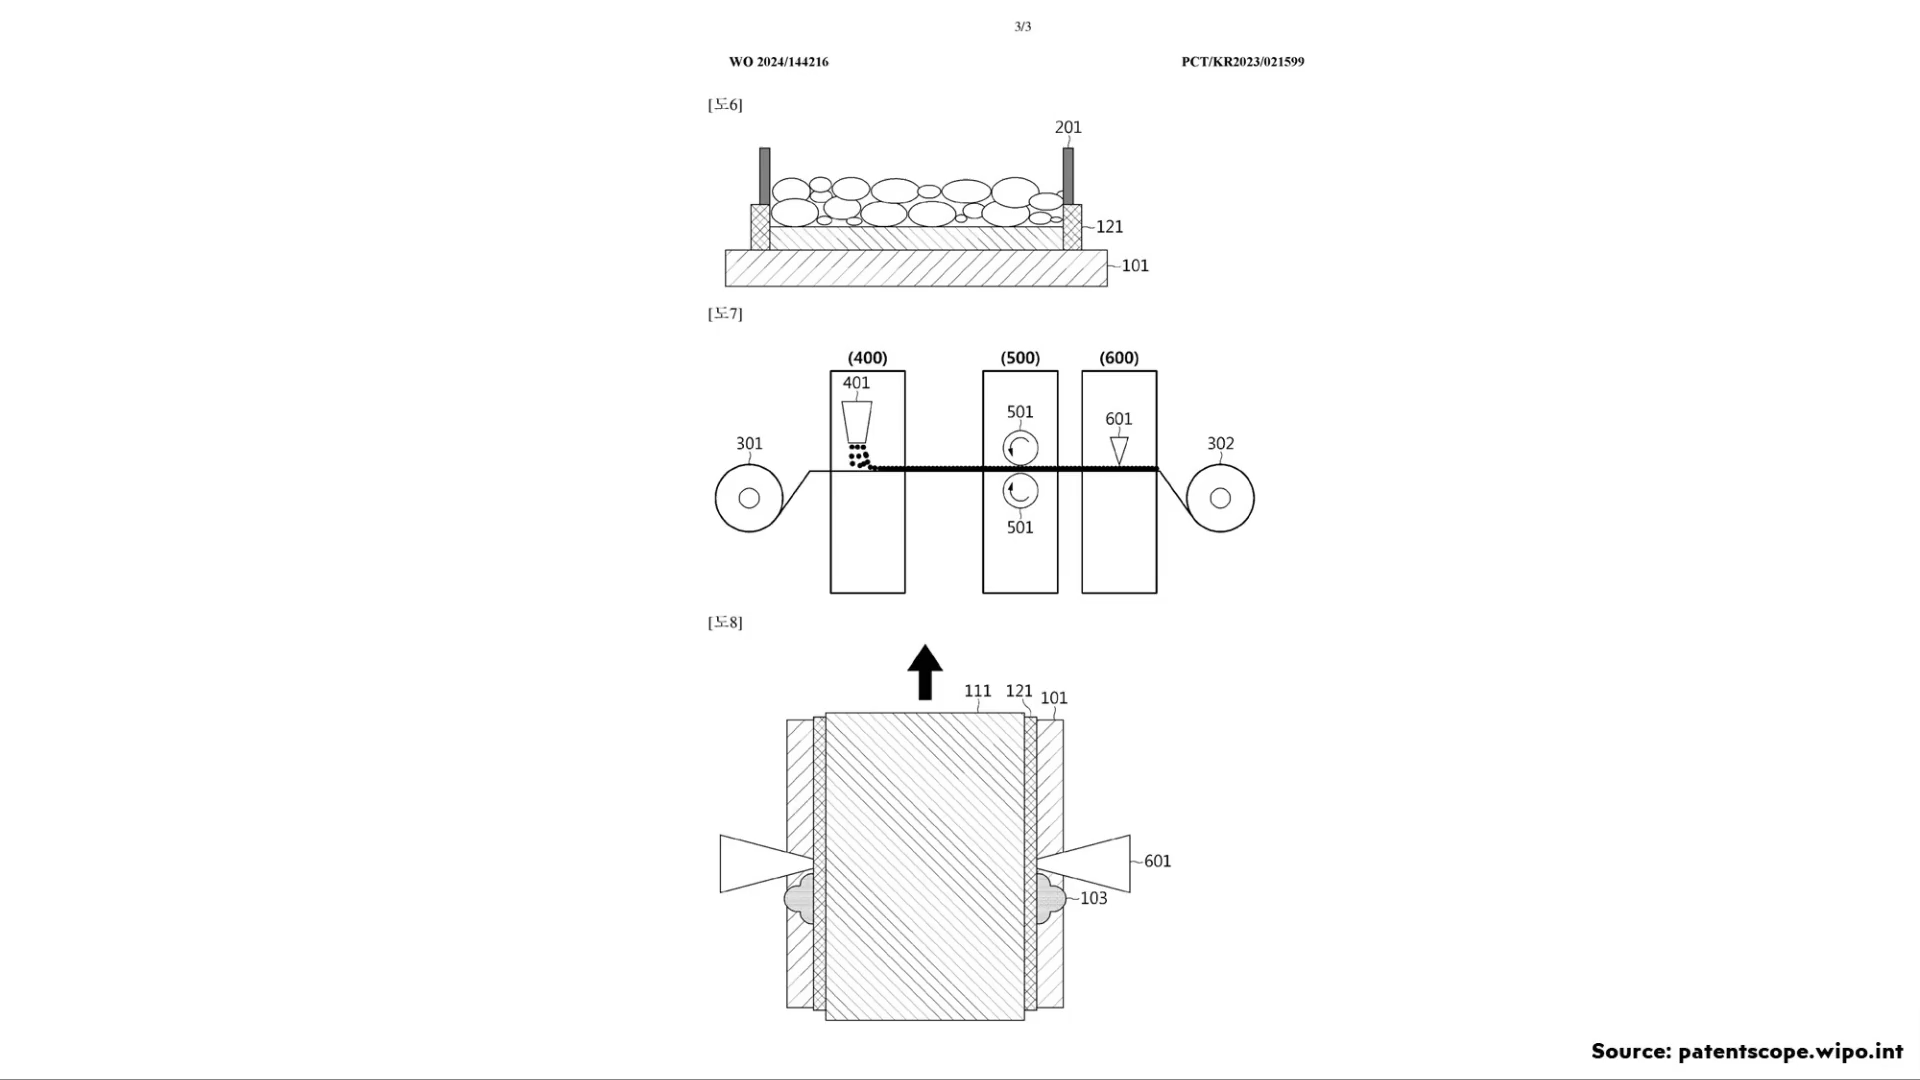 3/3
WO 2024/144216 PCT/KR2023/021599
[도6]
201
121
101
[도7]
(400) (500) (600)
401
501
601
301
302
501
[도8]
111 121 101
601
103
Source: patentscope.wipo.int